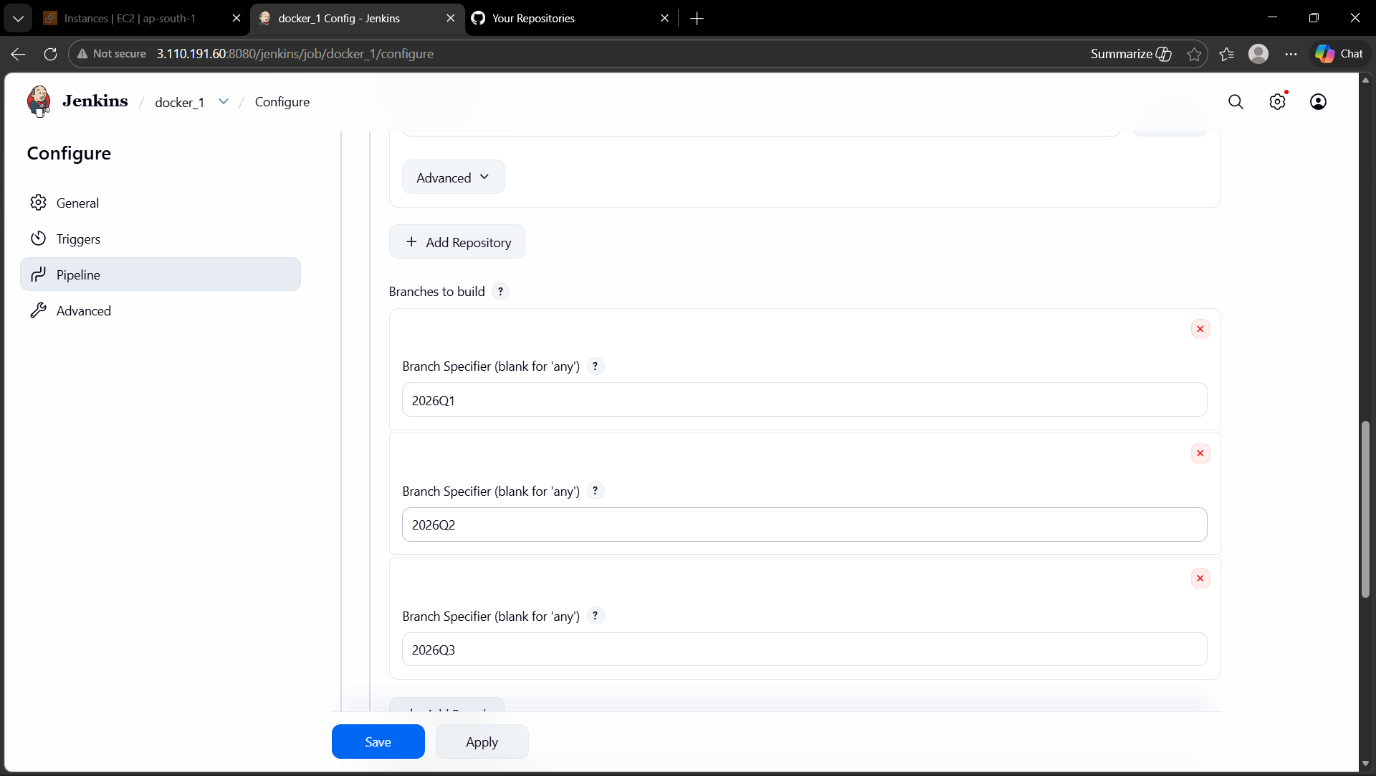 Instances | EC2 | ap-south-1
docker_1 Config - Jenkins
Your Repositories
Not secure 3.110.191.60:8080/jenkins/job/docker_1/configure
Summarize
Chat
Jenkins / docker_1 / Configure
Configure
General
Triggers
Pipeline
Advanced
Advanced
+ Add Repository
Branches to build ?
Branch Specifier (blank for 'any') ?
2026Q1
Branch Specifier (blank for 'any') ?
2026Q2
Branch Specifier (blank for 'any') ?
2026Q3
Save
Apply